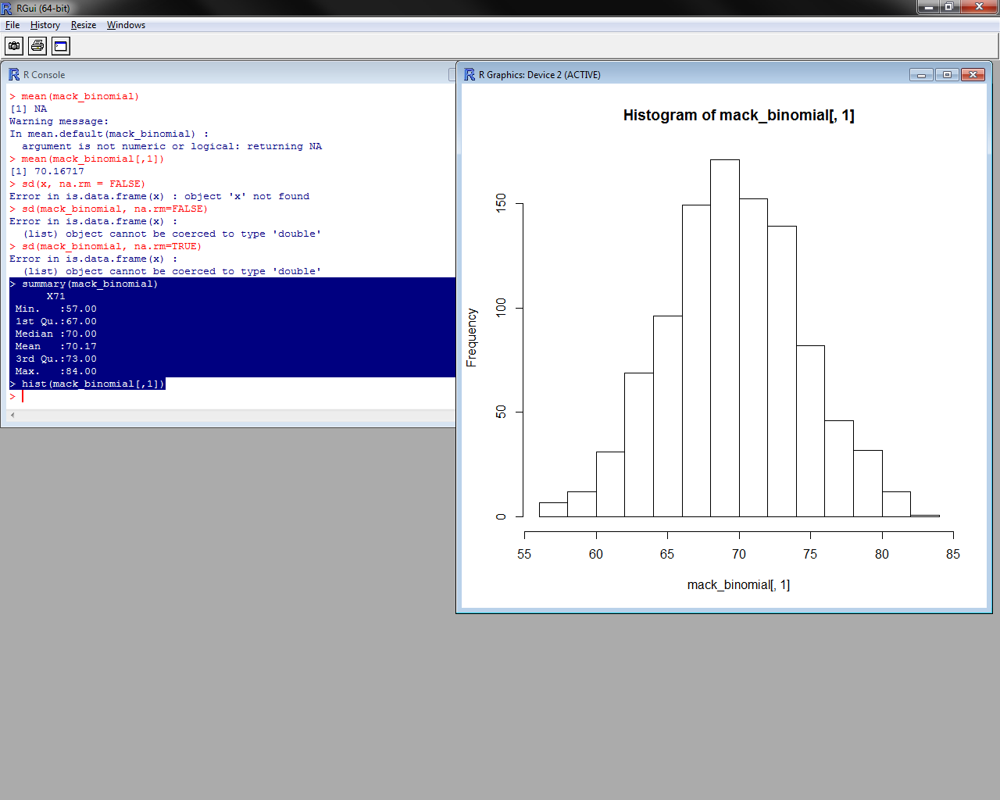 RGui (64-bit)
File History Resize Windows
R Console
> mean(mack_binomial)
[1] NA
Warning message:
In mean.default(mack_binomial) :
  argument is not numeric or logical: returning NA
> mean(mack_binomial[,1])
[1] 70.16717
> sd(x, na.rm = FALSE)
Error in is.data.frame(x) : object 'x' not found
> sd(mack_binomial, na.rm=FALSE)
Error in is.data.frame(x) :
  (list) object cannot be coerced to type 'double'
> sd(mack_binomial, na.rm=TRUE)
Error in is.data.frame(x) :
  (list) object cannot be coerced to type 'double'
> summary(mack_binomial)
      X71
 Min.   :57.00
 1st Qu.:67.00
 Median :70.00
 Mean   :70.17
 3rd Qu.:73.00
 Max.   :84.00
> hist(mack_binomial[,1])
>
R Graphics: Device 2 (ACTIVE)
Histogram of mack_binomial[, 1]
Frequency
150
100
50
0
55 60 65 70 75 80 85
mack_binomial[, 1]